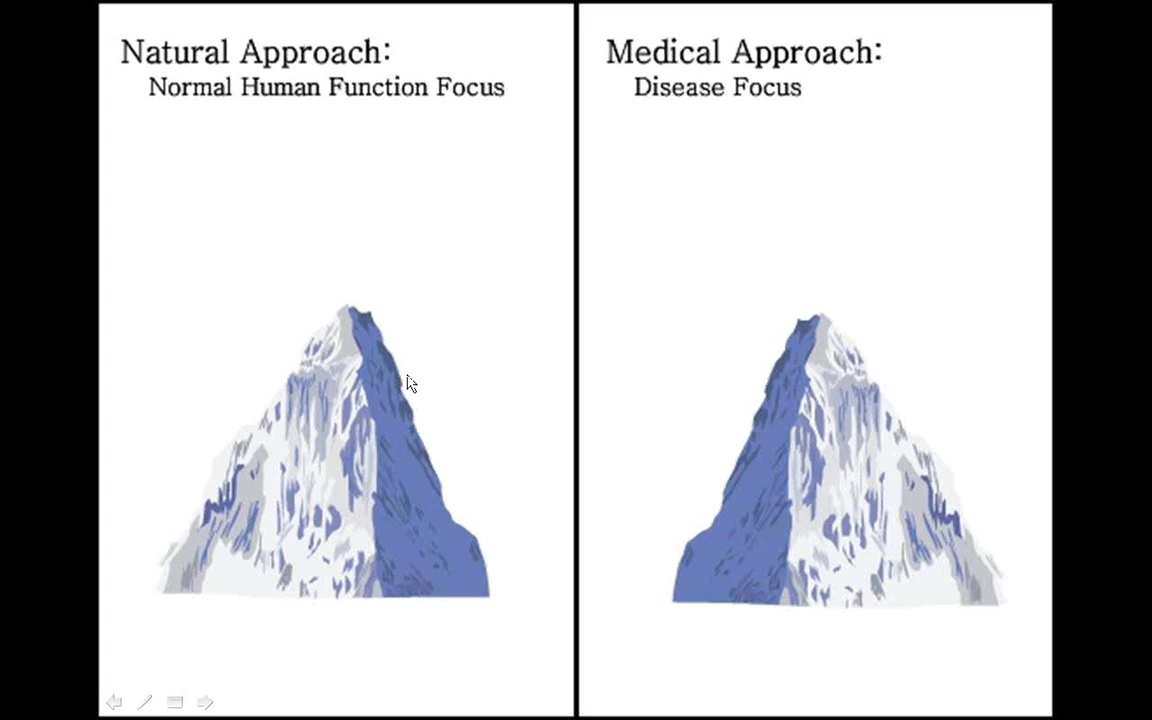 Natural Approach:
Normal Human Function Focus
Medical Approach:
Disease Focus